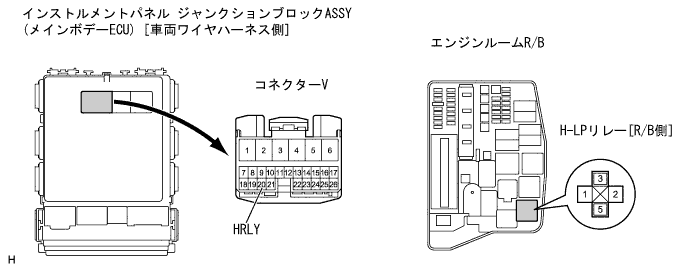 インストルメントパネル ジャンクションブロックASSY
(メインボデーECU) [車両ワイヤハーネス側]
エンジンルームR/B
コネクターV
H-LPリレー[R/B側]
1 2 3 4 5 6
7 8 9 10 11 12 13 14 15 16 17
18 19 20 21 22 23 24 25 26
HRLY
3
1 2
5
H